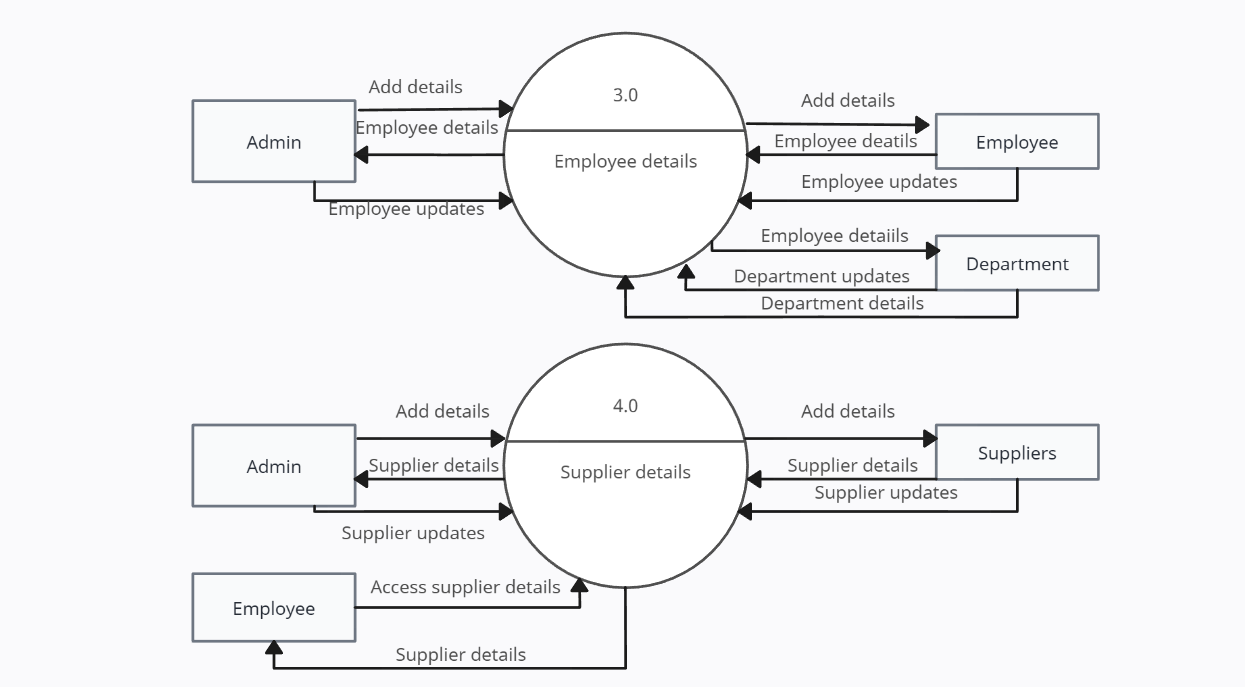 3.0
Add details
Add details
Employee details
Admin
Employee deatils
Employee
Employee details
Employee updates
Employee updates
Employee detaiils
Department
Department updates
Department details
4.0
Add details
Add details
Suppliers
Admin
Supplier details
Supplier details
Supplier details
Supplier updates
Supplier updates
Access supplier details
Employee
Supplier details